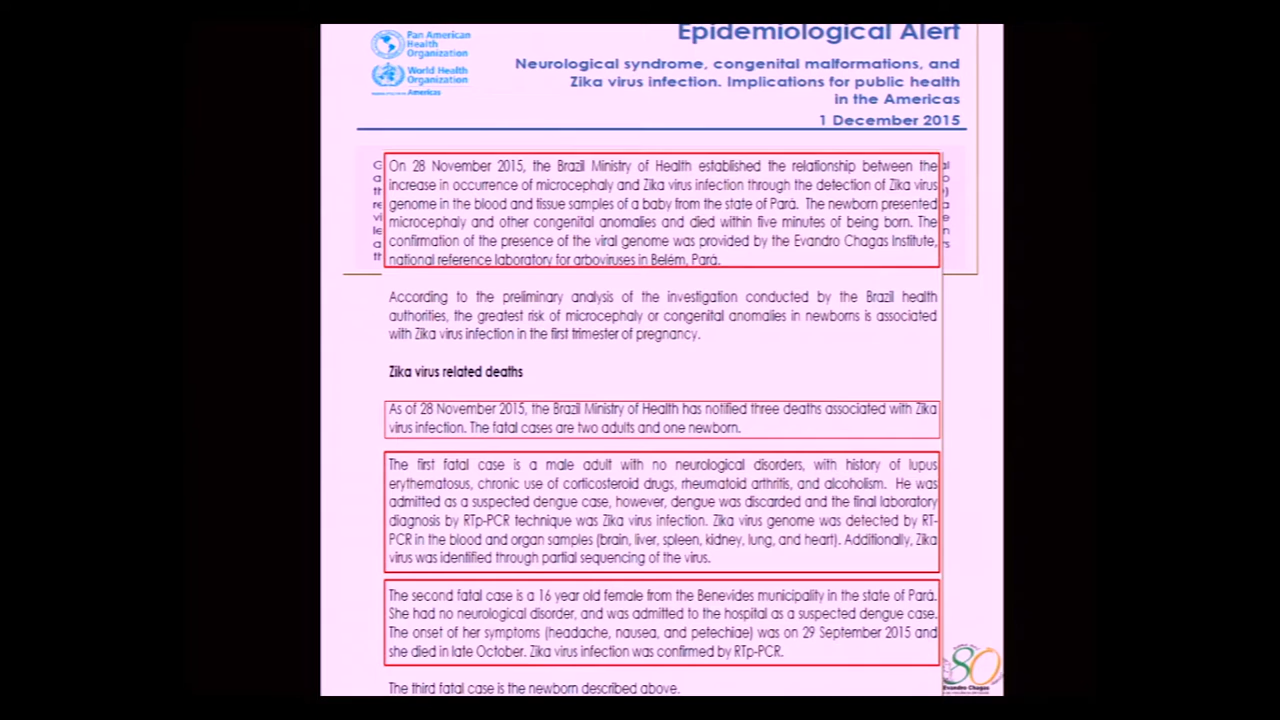 Epidemiological Alert
Pan American
Health
Organization
World Health
Organization
Americas
Neurological syndrome, congenital malformations, and
Zika virus infection. Implications for public health
in the Americas
1 December 2015
On 28 November 2015, the Brazil Ministry of Health established the relationship between the
increase in occurrence of microcephaly and Zika virus infection through the detection of Zika virus
genome in the blood and tissue samples of a baby from the state of Pará. The newborn presented
microcephaly and other congenital anomalies and died within five minutes of being born. The
confirmation of the presence of the viral genome was provided by the Evandro Chagas Institute,
national reference laboratory for arboviruses in Belém, Pará.
According to the preliminary analysis of the investigation conducted by the Brazil health
authorities, the greatest risk of microcephaly or congenital anomalies in newborns is associated
with Zika virus infection in the first trimester of pregnancy.
Zika virus related deaths
As of 28 November 2015, the Brazil Ministry of Health has notified three deaths associated with Zika
virus infection. The fatal cases are two adults and one newborn.
The first fatal case is a male adult with no neurological disorders, with history of lupus
erythematosus, chronic use of corticosteroid drugs, rheumatoid arthritis, and alcoholism. He was
admitted as a suspected dengue case, however, dengue was discarded and the final laboratory
diagnosis by RTp-PCR technique was Zika virus infection. Zika virus genome was detected by RT-
PCR in the blood and organ samples (brain, liver, spleen, kidney, lung, and heart). Additionally, Zika
virus was identified through partial sequencing of the virus.
The second fatal case is a 16 year old female from the Benevides municipality in the state of Pará.
She had no neurological disorder, and was admitted to the hospital as a suspected dengue case.
The onset of her symptoms (headache, nausea, and petechiae) was on 29 September 2015 and
she died in late October. Zika virus infection was confirmed by RTp-PCR.
The third fatal case is the newborn described above.
80
Evandro Chagas